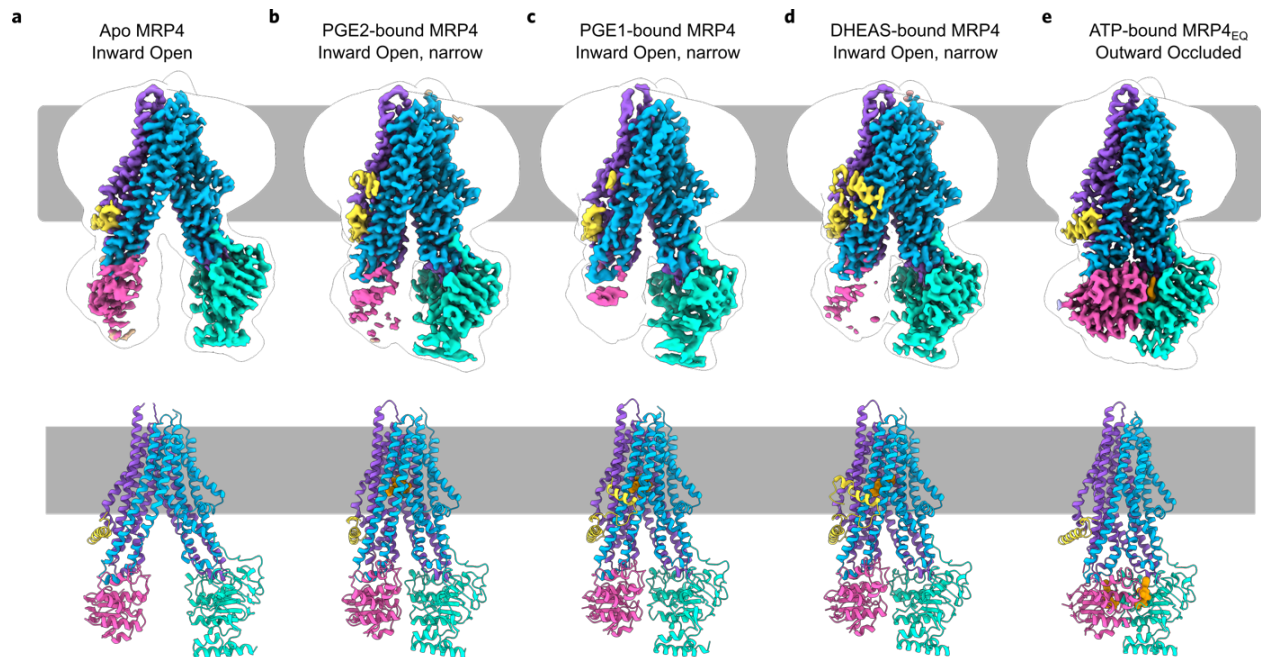 a
Apo MRP4
Inward Open
b
PGE2-bound MRP4
Inward Open, narrow
c
PGE1-bound MRP4
Inward Open, narrow
d
DHEAS-bound MRP4
Inward Open, narrow
e
ATP-bound MRP4EQ
Outward Occluded